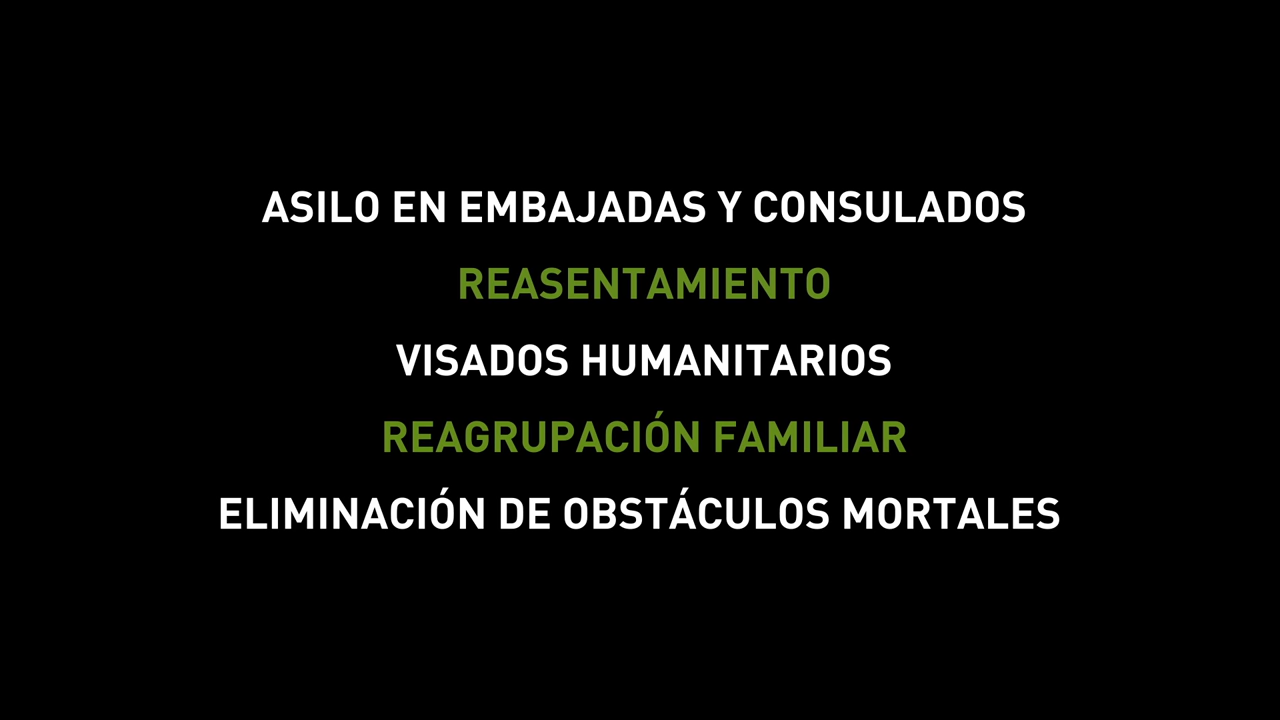 ASILO EN EMBAJADAS Y CONSULADOS
REASENTAMIENTO
VISADOS HUMANITARIOS
REAGRUPACIÓN FAMILIAR
ELIMINACIÓN DE OBSTÁCULOS MORTALES